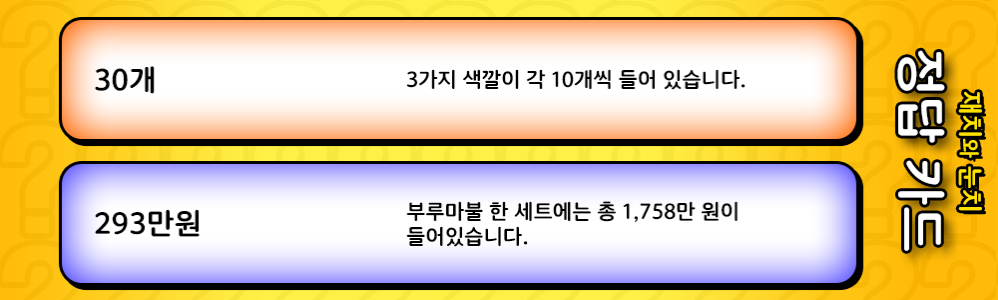 30개
3가지 색깔이 각 10개씩 들어 있습니다.
293만원
부루마불 한 세트에는 총 1,758만 원이
들어있습니다.
재치와 눈치
정답 카드